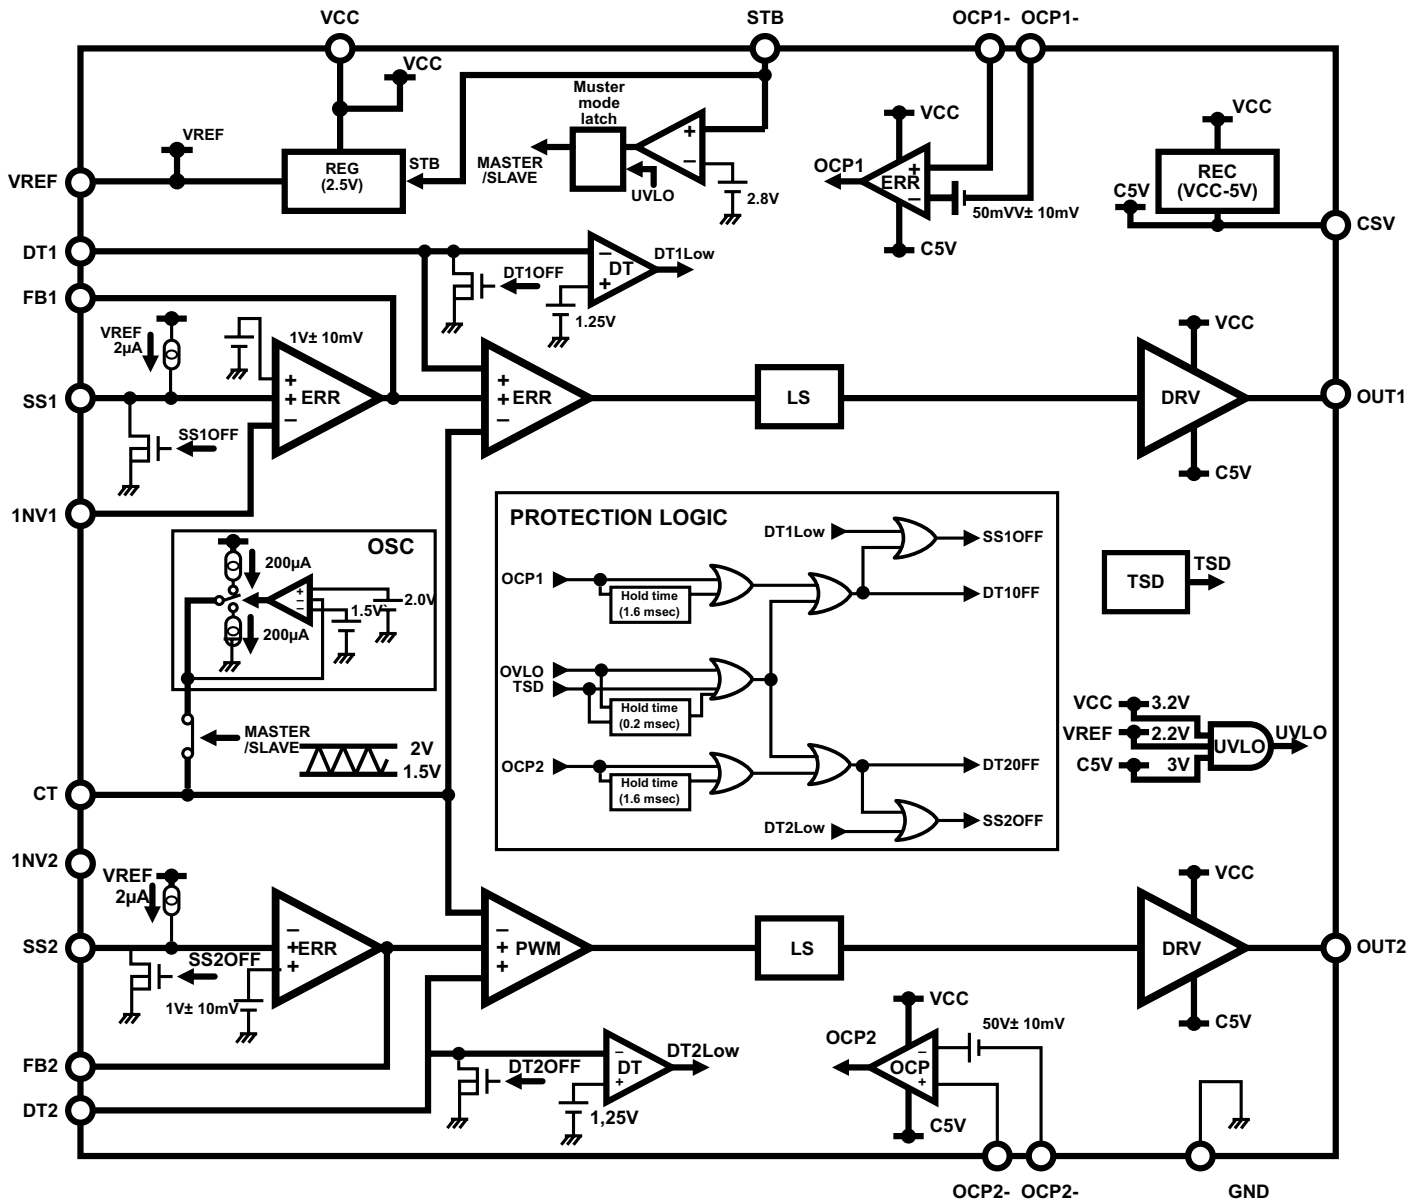 VCC
STB
OCP1-
OCP1-
VCC
VREF
REG
(2.5V)
STB
VREF
Muster
mode
latch
MASTER
/SLAVE
UVLO
+
−
2.8V
VCC
OCP1
ERR
+
−
50mVV± 10mV
C5V
VCC
REC
(VCC-5V)
C5V
CSV
DT1
DT1OFF
−
DT
+
DT1Low
1.25V
FB1
VREF
2µA
1V± 10mV
+
+
−
ERR
SS1
SS1OFF
+
+
−
ERR
LS
VCC
DRV
C5V
OUT1
1NV1
OSC
200µA
200µA
+
−
−
1.5V
2.0V
MASTER
/SLAVE
2V
1.5V
CT
PROTECTION LOGIC
DT1Low
SS1OFF
OCP1
Hold time
(1.6 msec)
DT10FF
OVLO
TSD
Hold time
(0.2 msec)
OCP2
Hold time
(1.6 msec)
DT20FF
DT2Low
SS2OFF
TSD
TSD
VCC
3.2V
VREF
2.2V
C5V
3V
UVLO
UVLO
1NV2
VREF
2µA
SS2
SS2OFF
1V± 10mV
−
+
+
ERR
−
+
+
PWM
LS
VCC
DRV
C5V
OUT2
FB2
DT2
DT2OFF
−
DT
+
DT2Low
1,25V
VCC
OCP2
−
OCP
+
50V± 10mV
C5V
OCP2-
OCP2-
GND